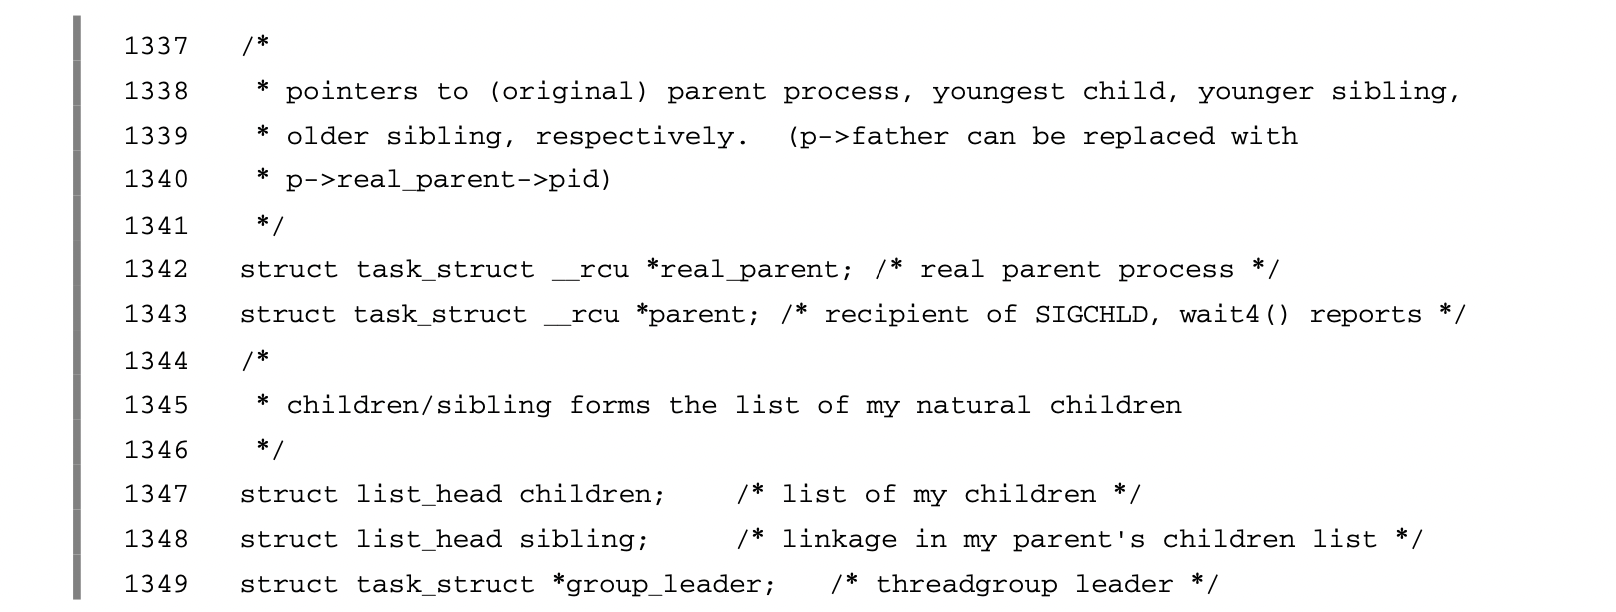 1337 /*
1338 * pointers to (original) parent process, youngest child, younger sibling,
1339 * older sibling, respectively. (p->father can be replaced with
1340 * p->real_parent->pid)
1341 */
1342 struct task_struct __rcu *real_parent; /* real parent process */
1343 struct task_struct __rcu *parent; /* recipient of SIGCHLD, wait4() reports */
1344 /*
1345 * children/sibling forms the list of my natural children
1346 */
1347 struct list_head children; /* list of my children */
1348 struct list_head sibling; /* linkage in my parent's children list */
1349 struct task_struct *group_leader; /* threadgroup leader */